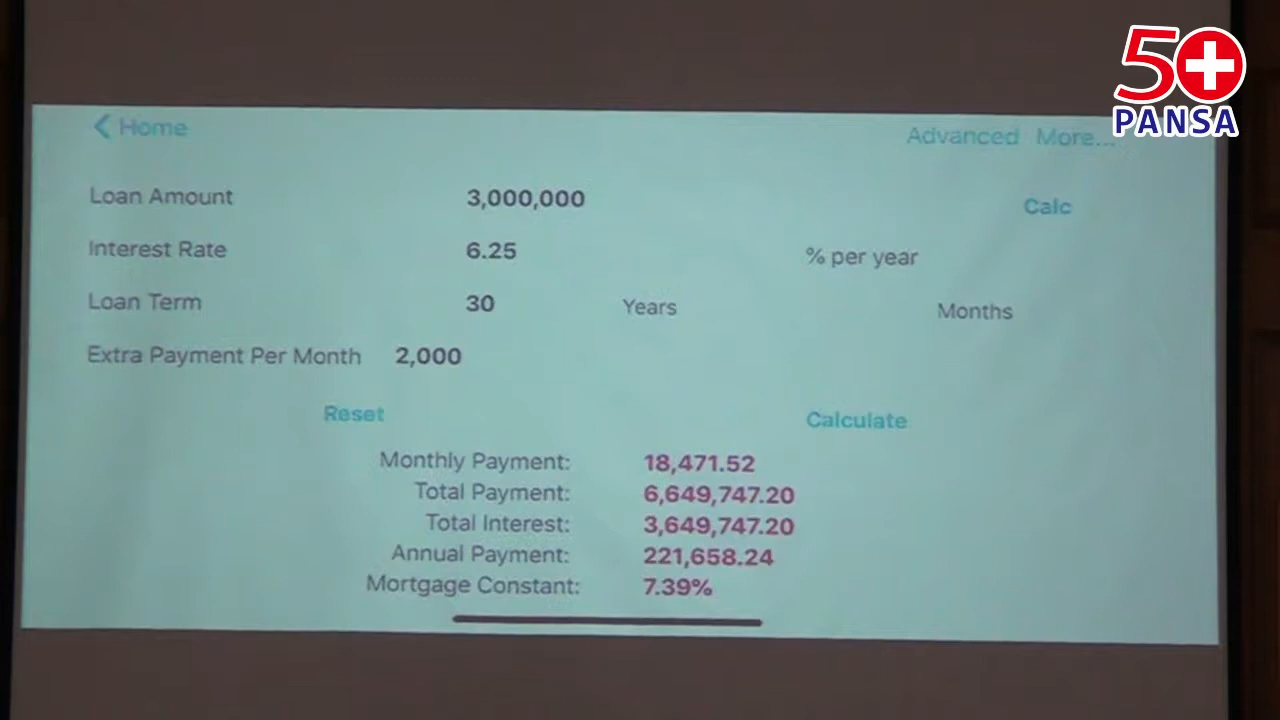 50
PANSA
Home
Advanced More...
Loan Amount 3,000,000 Calc
Interest Rate 6.25 % per year
Loan Term 30 Years Months
Extra Payment Per Month 2,000
Reset Calculate
Monthly Payment: 18,471.52
Total Payment: 6,649,747.20
Total Interest: 3,649,747.20
Annual Payment: 221,658.24
Mortgage Constant: 7.39%